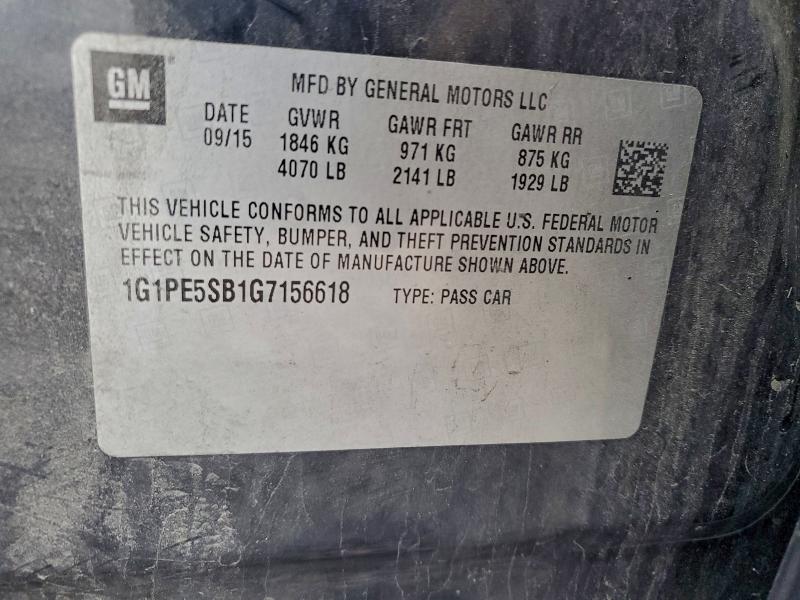 GM
MFD BY GENERAL MOTORS LLC
DATE GVWR GAWR FRT GAWR RR
09/15 1846 KG 971 KG 875 KG
4070 LB 2141 LB 1929 LB
THIS VEHICLE CONFORMS TO ALL APPLICABLE U.S. FEDERAL MOTOR
VEHICLE SAFETY, BUMPER, AND THEFT PREVENTION STANDARDS IN
EFFECT ON THE DATE OF MANUFACTURE SHOWN ABOVE.
1G1PE5SB1G7156618 TYPE: PASS CAR